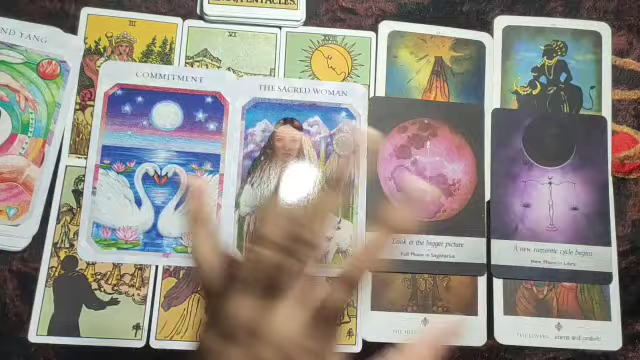 PENTACLES.
ND YANG
III
VI
COMMITMENT
THE SACRED WOMAN
Look at the bigger picture
Full Moon in Sagittarius
A new romantic cycle begins
New Moon in Libra
THE LOVERS